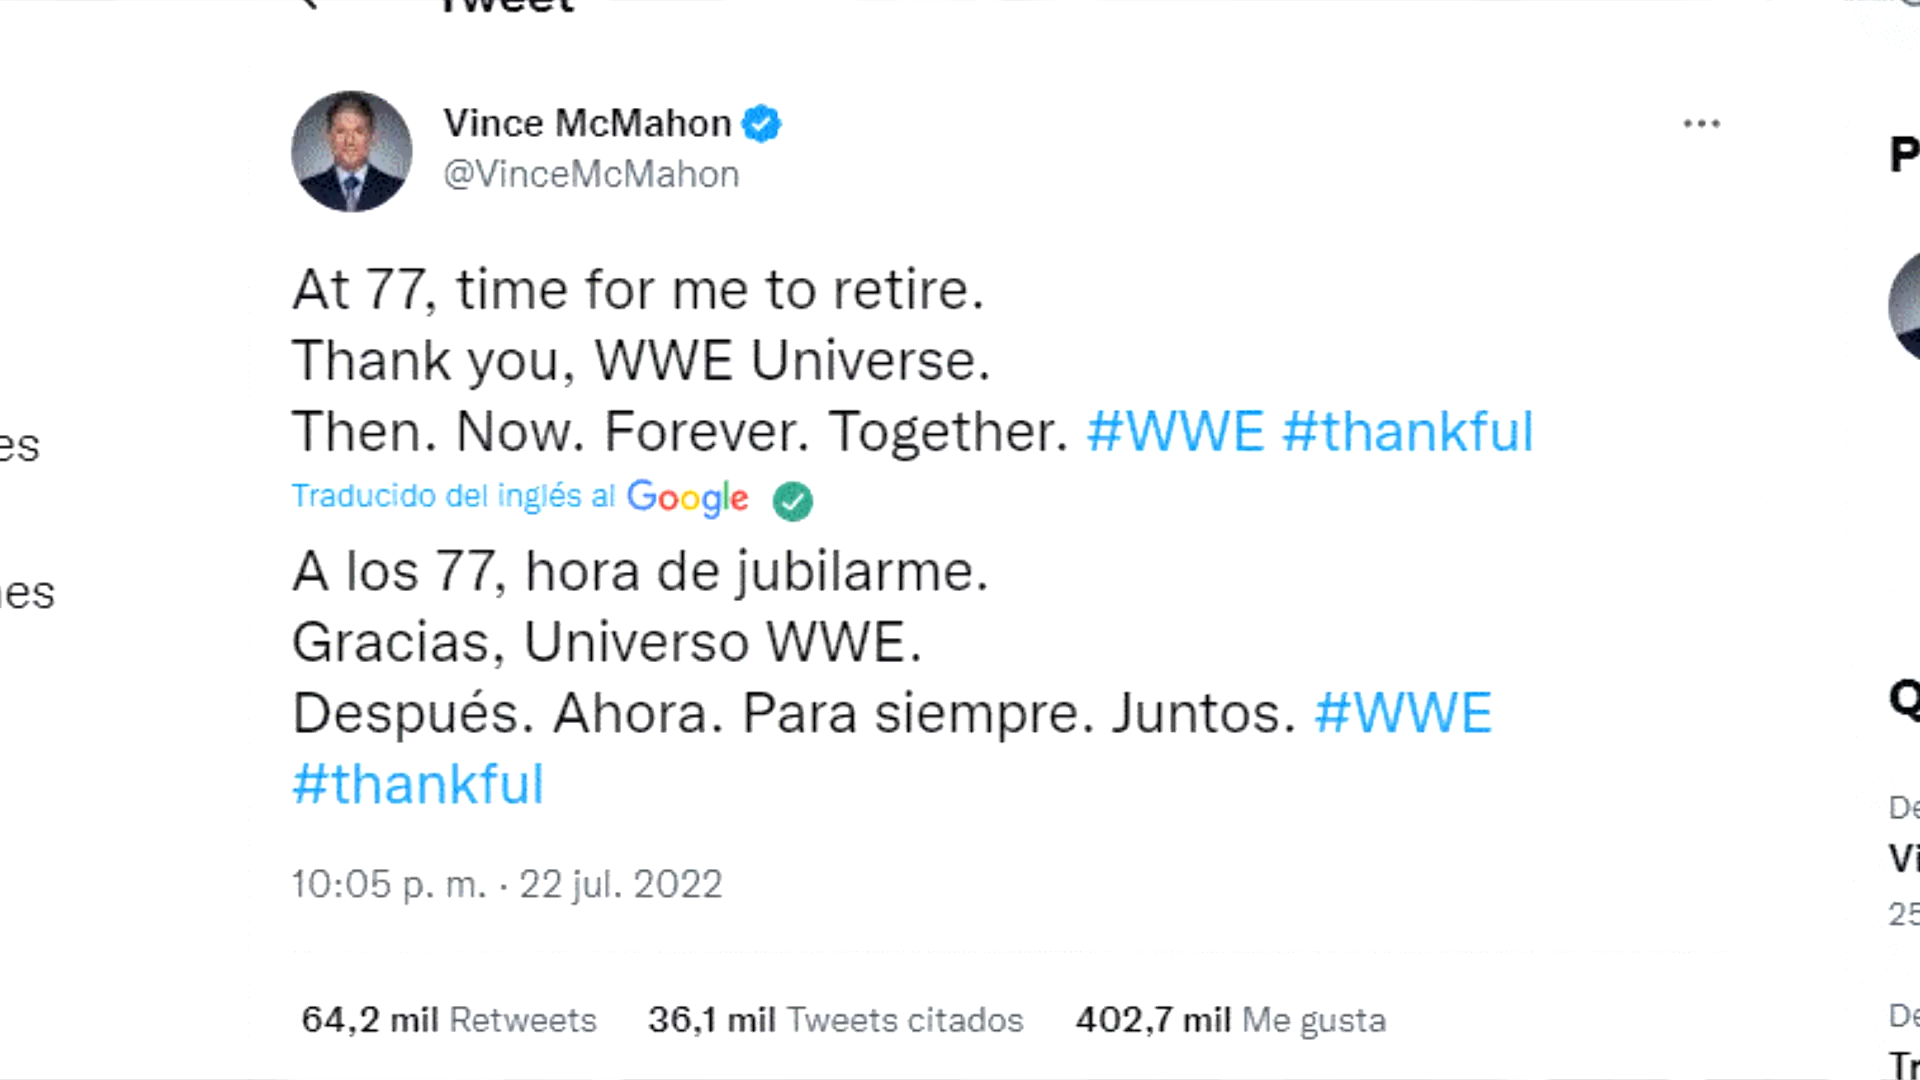 Tweet
Vince McMahon
@VinceMcMahon
At 77, time for me to retire.
Thank you, WWE Universe.
Then. Now. Forever. Together. #WWE #thankful
Traducido del inglés al Google
A los 77, hora de jubilarme.
Gracias, Universo WWE.
Después. Ahora. Para siempre. Juntos. #WWE
#thankful
10:05 p. m. · 22 jul. 2022
64,2 mil Retweets 36,1 mil Tweets citados 402,7 mil Me gusta